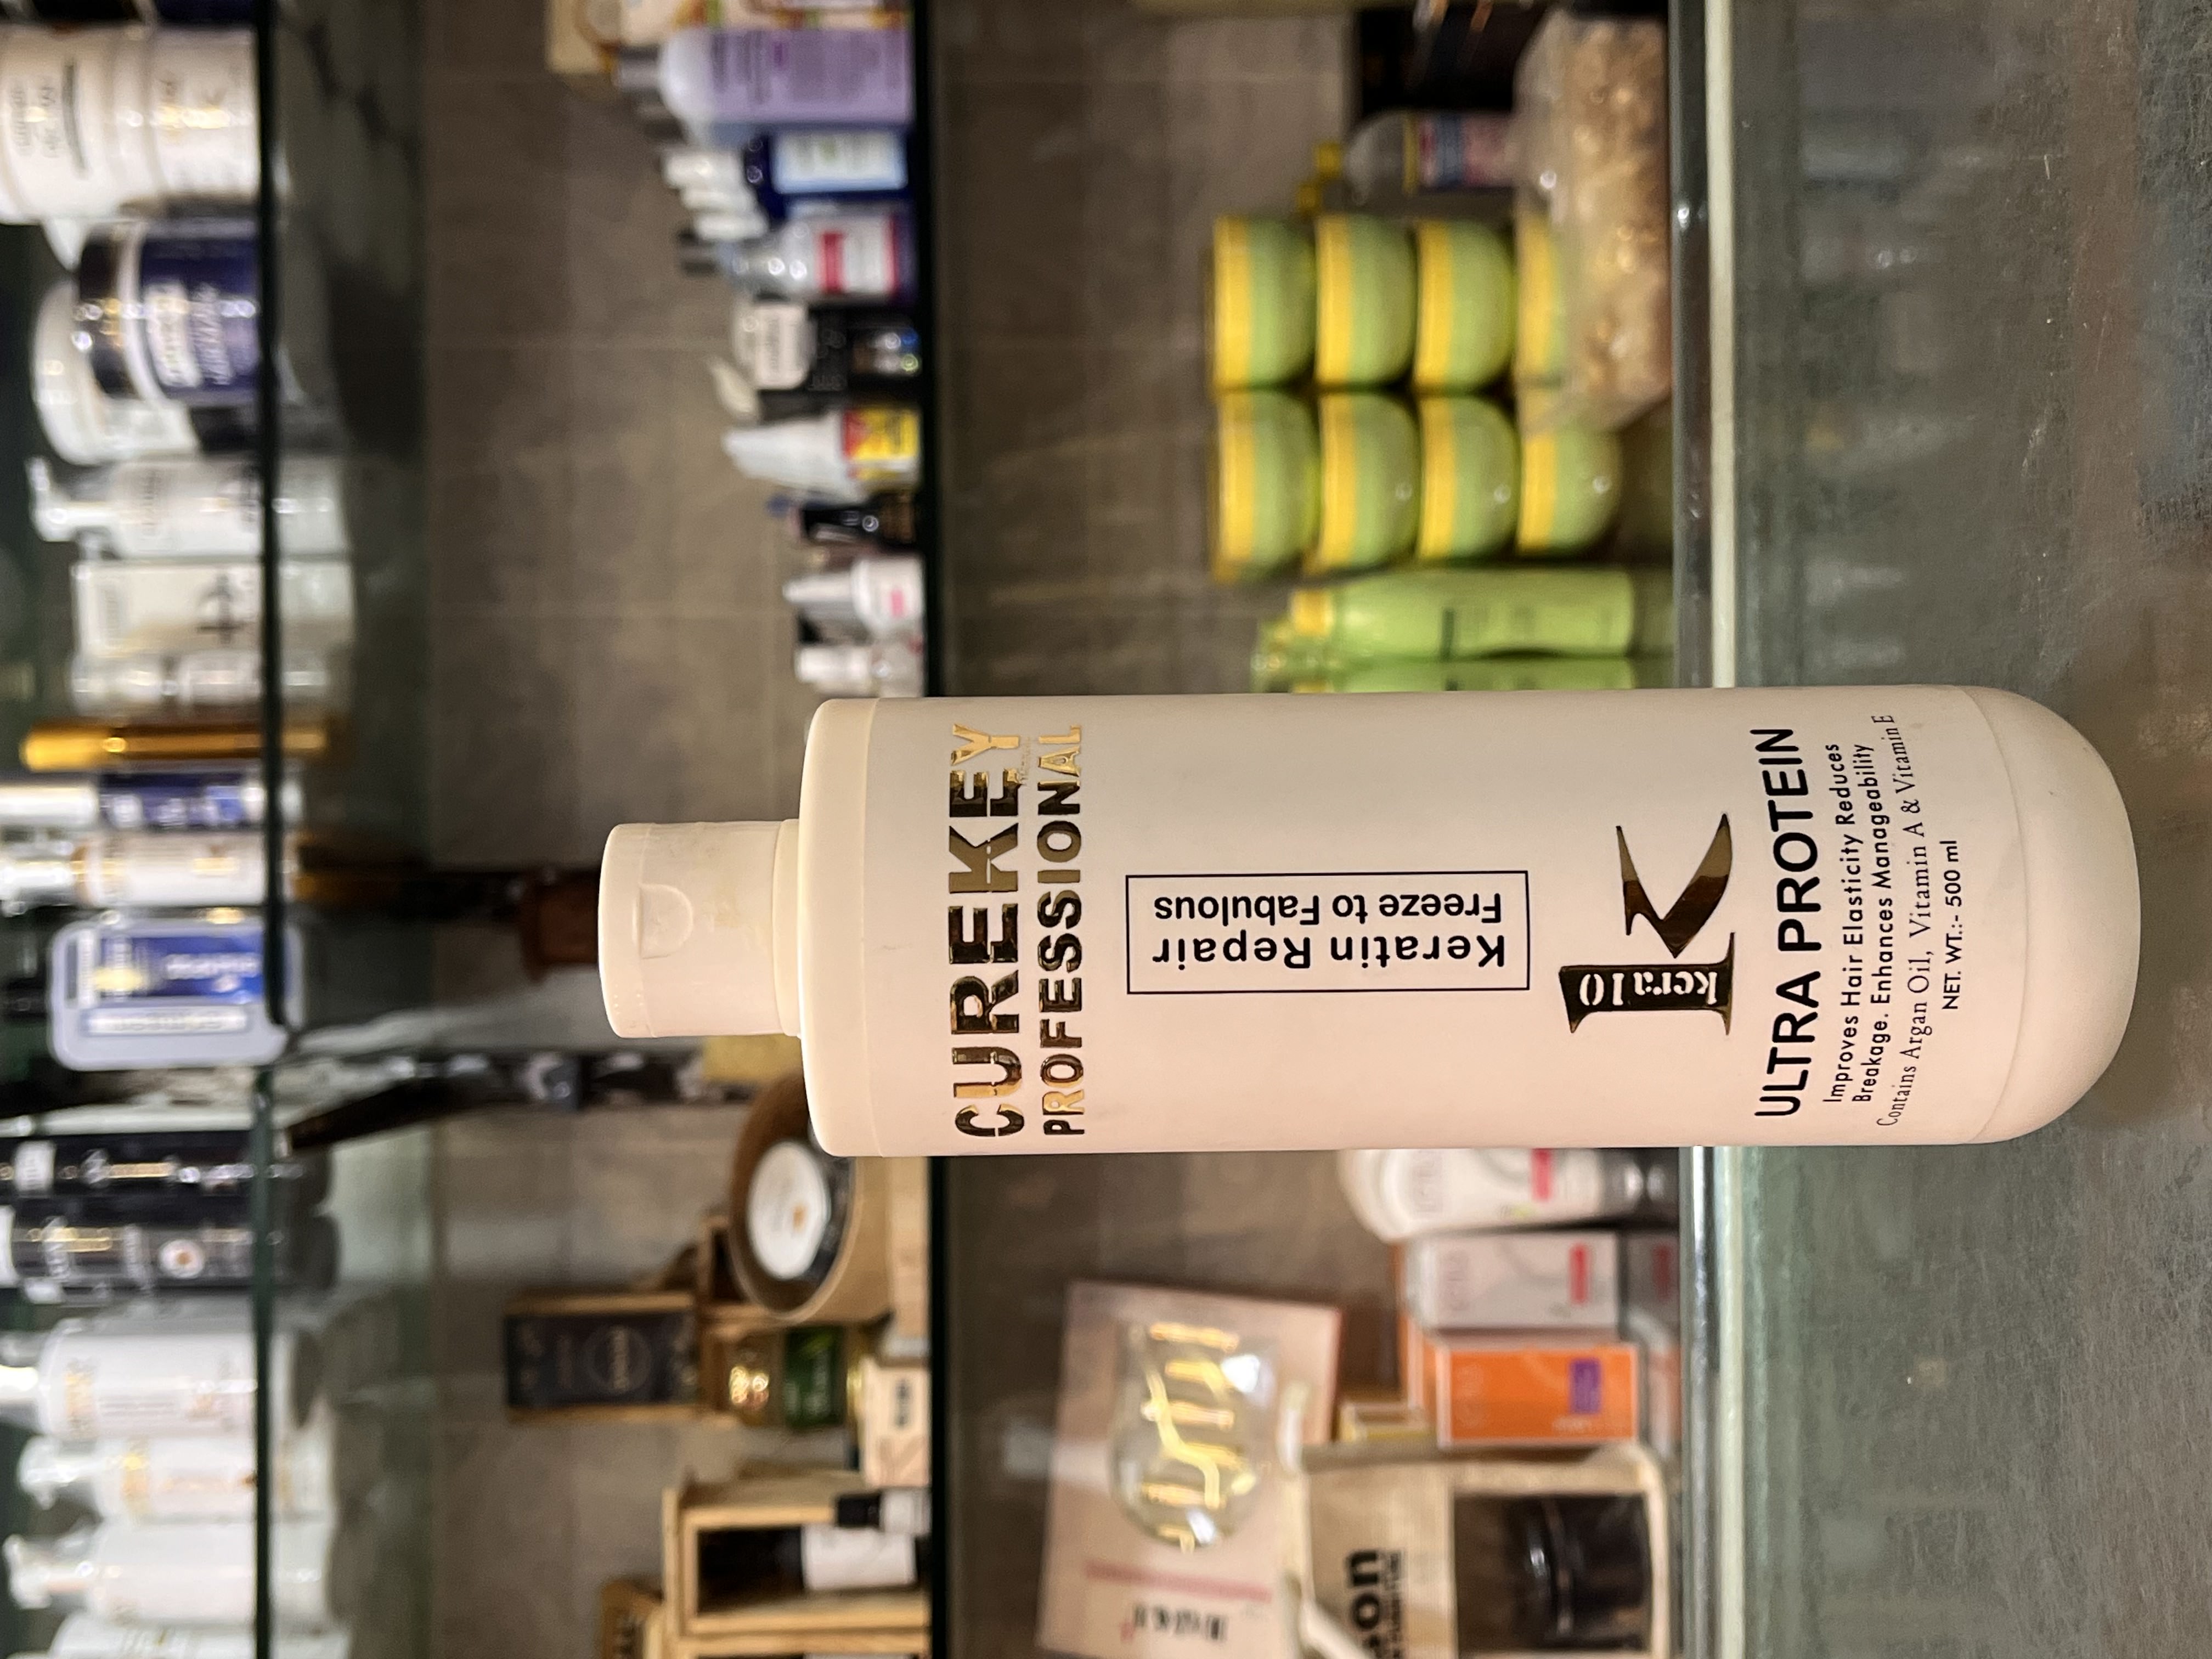 CUREKEY
PROFESSIONAL
Keratin Repair
Freeze to Fabulous
kera10
K
ULTRA PROTEIN
Improves Hair Elasticity Reduces
Breakage. Enhances Manageability
Contains Argan Oil, Vitamin A & Vitamin E
NET. WT.:- 500 ml